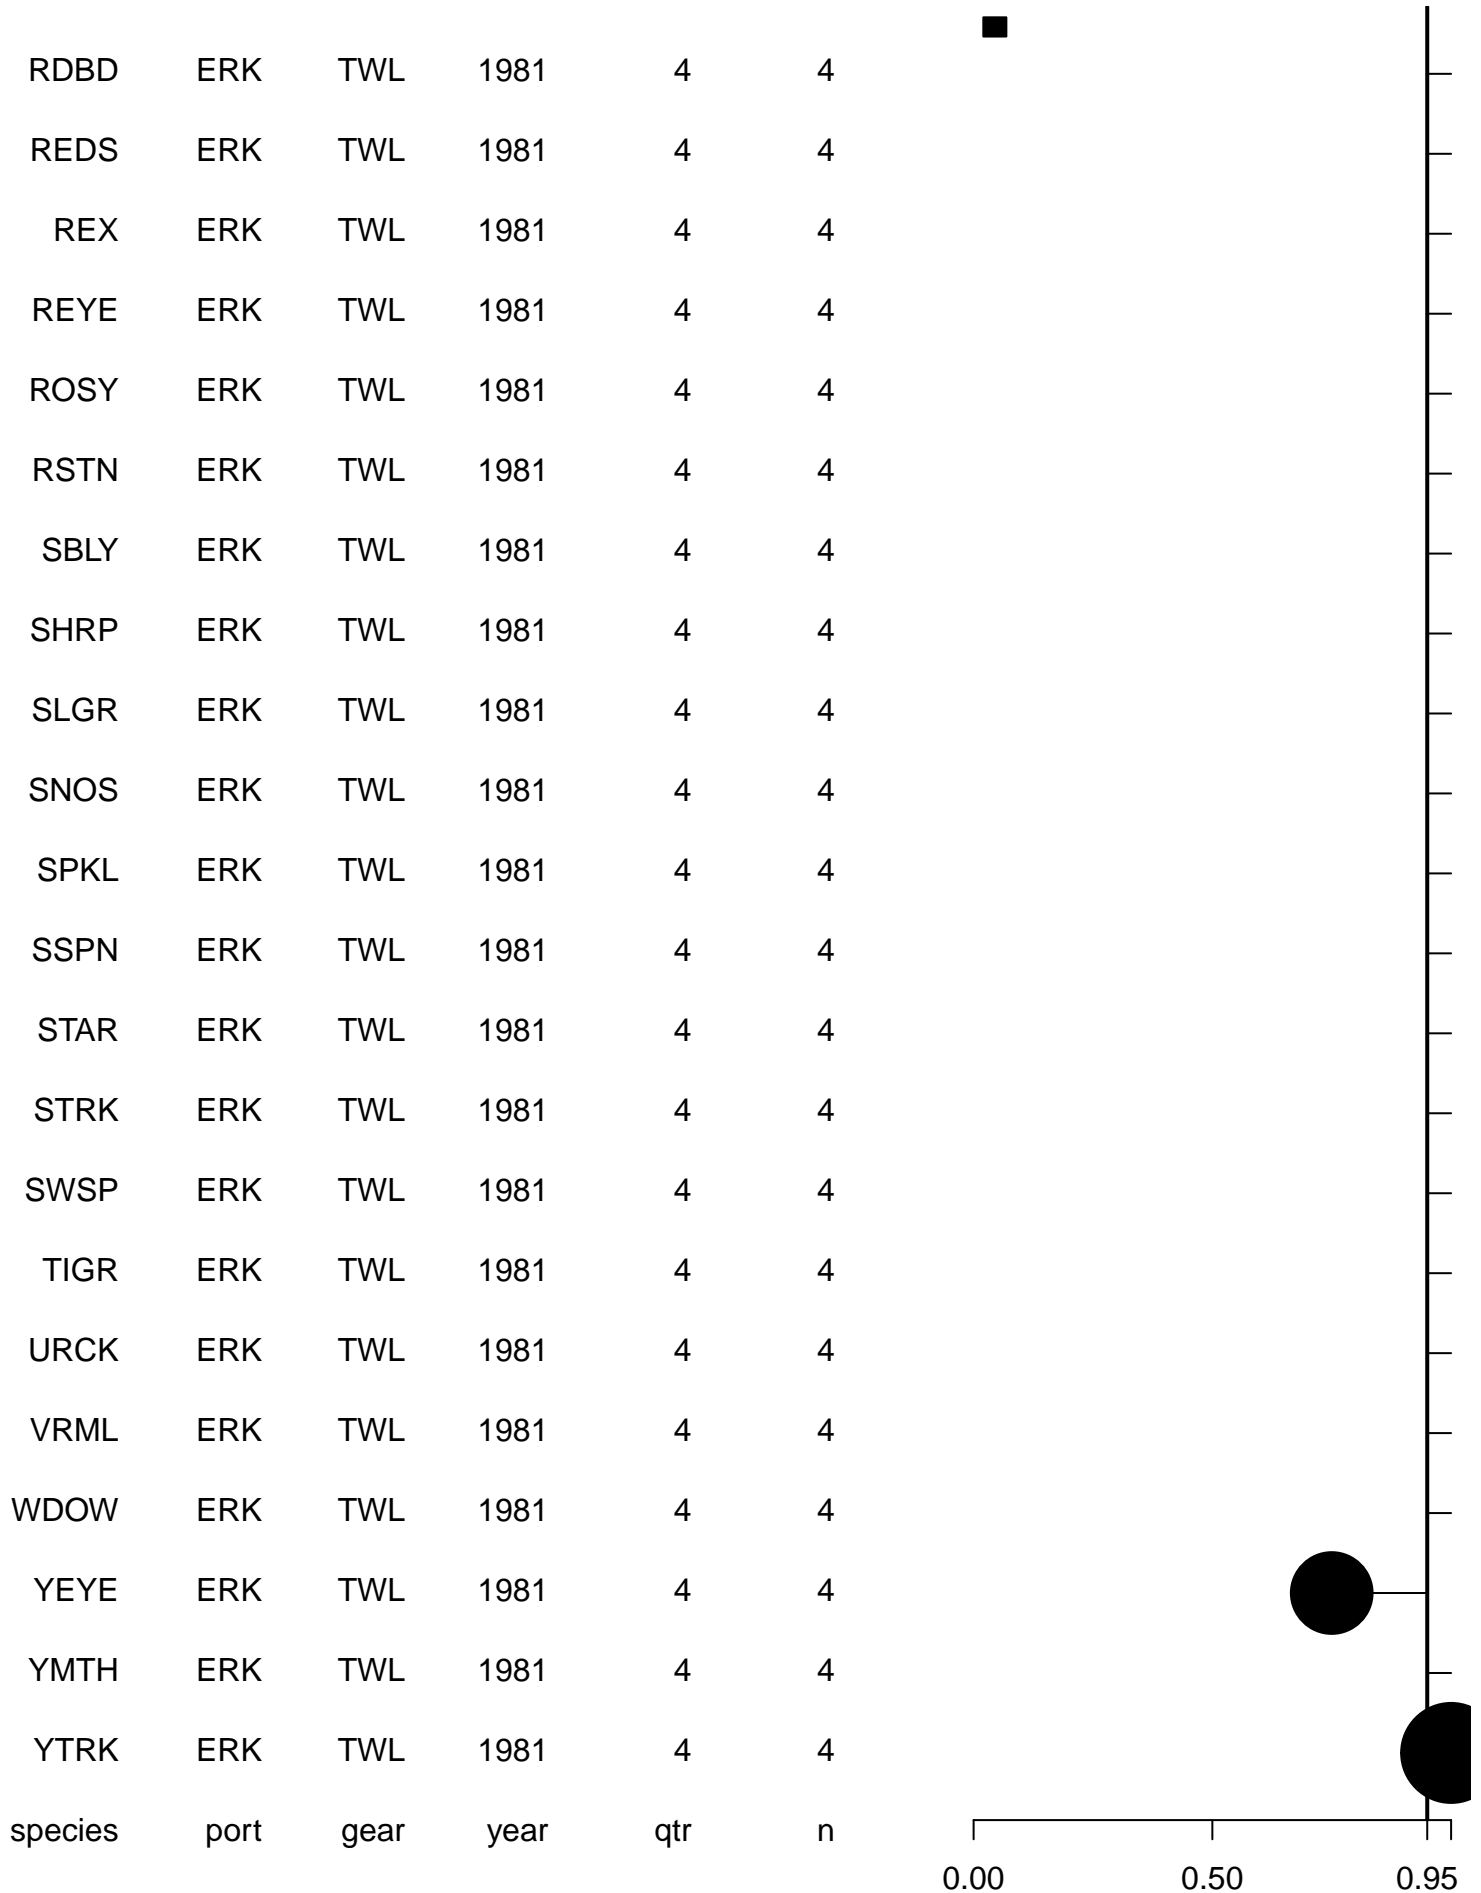 RDBD ERK TWL 1981 4 4
REDS ERK TWL 1981 4 4
REX ERK TWL 1981 4 4
REYE ERK TWL 1981 4 4
ROSY ERK TWL 1981 4 4
RSTN ERK TWL 1981 4 4
SBLY ERK TWL 1981 4 4
SHRP ERK TWL 1981 4 4
SLGR ERK TWL 1981 4 4
SNOS ERK TWL 1981 4 4
SPKL ERK TWL 1981 4 4
SSPN ERK TWL 1981 4 4
STAR ERK TWL 1981 4 4
STRK ERK TWL 1981 4 4
SWSP ERK TWL 1981 4 4
TIGR ERK TWL 1981 4 4
URCK ERK TWL 1981 4 4
VRML ERK TWL 1981 4 4
WDOW ERK TWL 1981 4 4
YEYE ERK TWL 1981 4 4
YMTH ERK TWL 1981 4 4
YTRK ERK TWL 1981 4 4
species port gear year qtr n
0.00 0.50 0.95